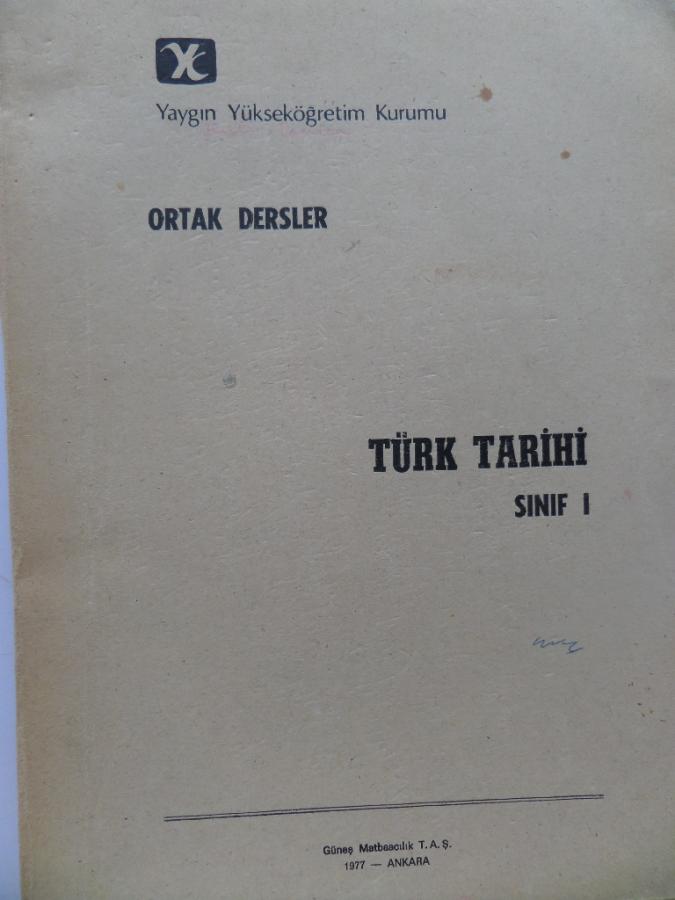 Yaygın Yükseköğretim Kurumu
ORTAK DERSLER
TÜRK TARİHİ
SINIF I
Güneş Matbaacılık T. A. Ş.
1977 — ANKARA